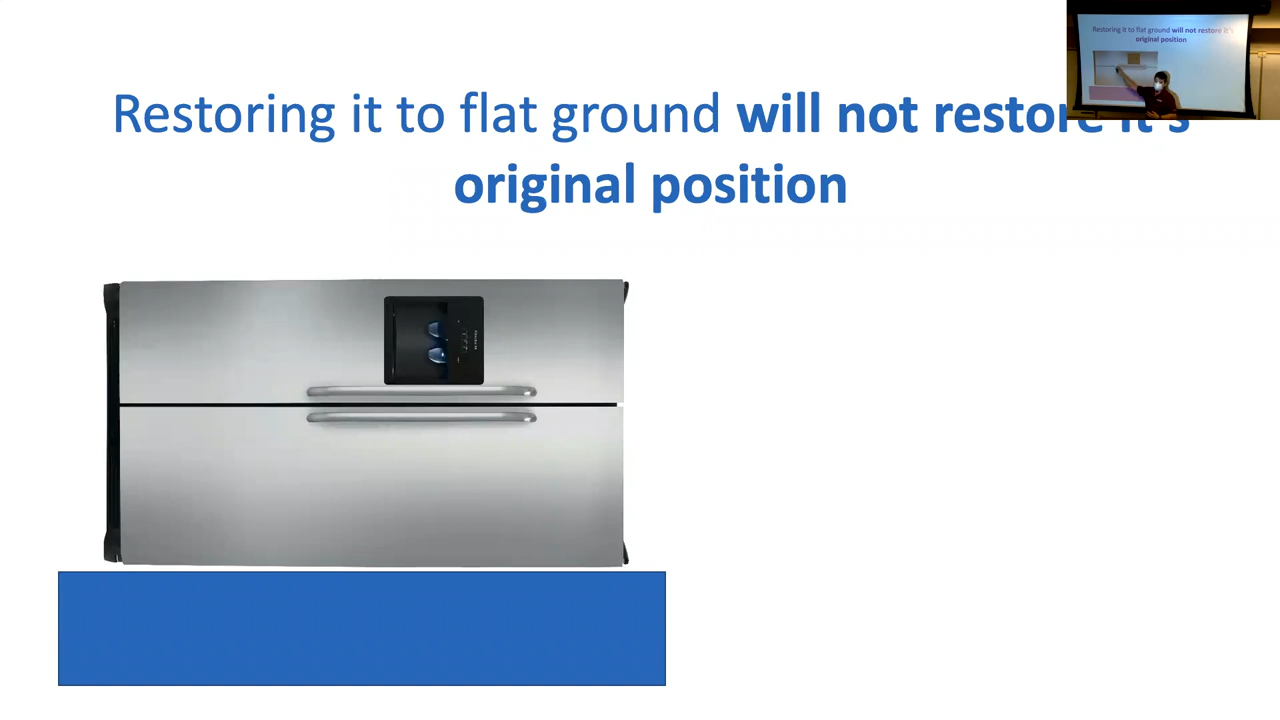 Restoring it to flat ground will not restore it's
original position
Restoring it to flat ground will not restore it's
original position